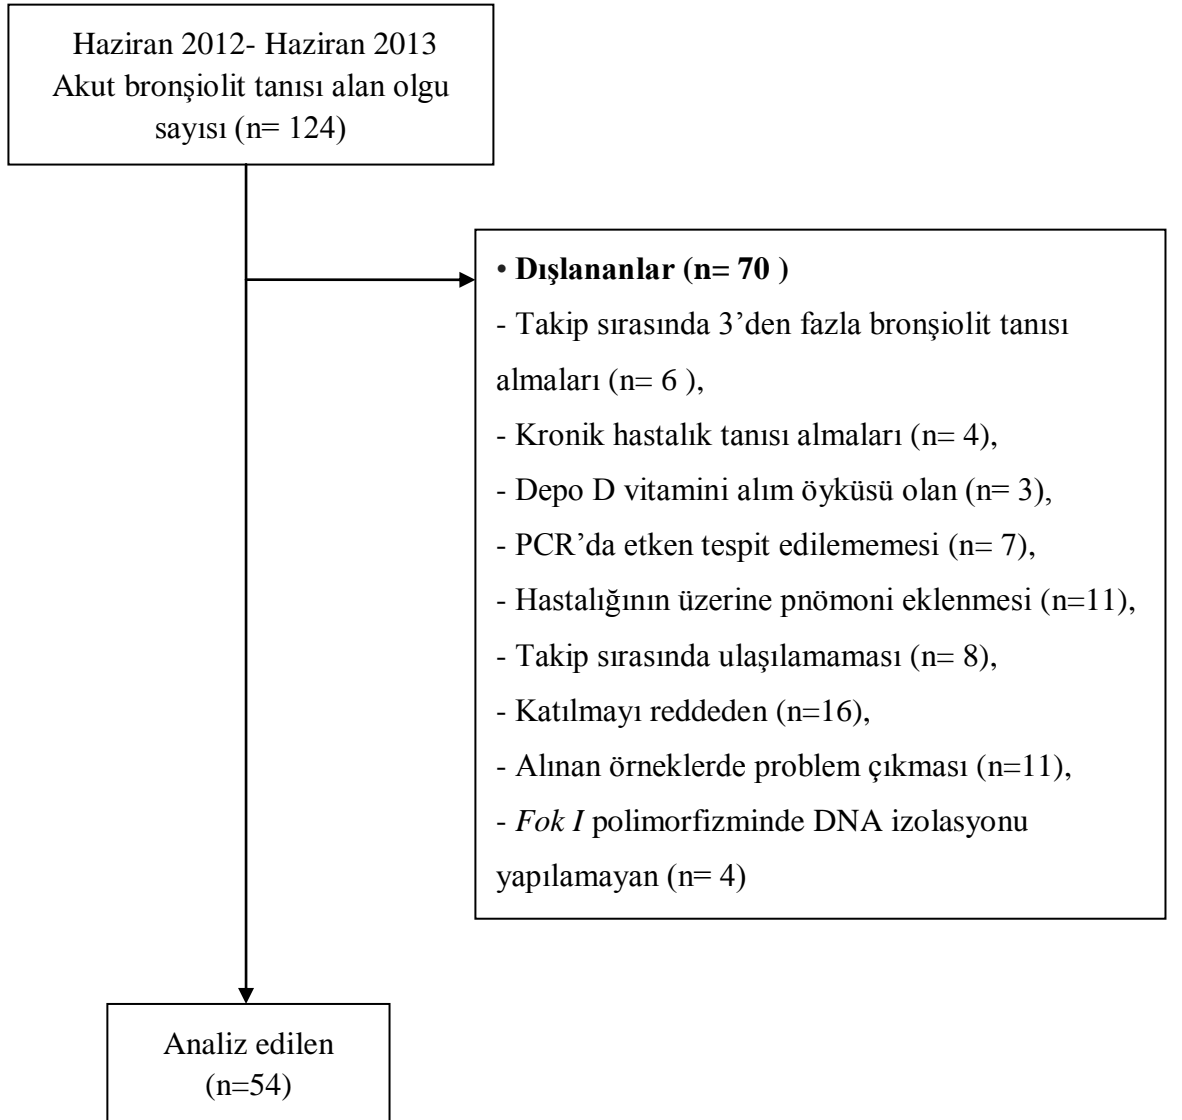 Haziran 2012- Haziran 2013
Akut bronşiolit tanısı alan olgu
sayısı (n= 124)
• Dışlananlar (n= 70 )
- Takip sırasında 3’den fazla bronşiolit tanısı
almaları (n= 6 ),
- Kronik hastalık tanısı almaları (n= 4),
- Depo D vitamini alım öyküsü olan (n= 3),
- PCR’da etken tespit edilememesi (n= 7),
- Hastalığının üzerine pnömoni eklenmesi (n=11),
- Takip sırasında ulaşılamaması (n= 8),
- Katılmayı reddeden (n=16),
- Alınan örneklerde problem çıkması (n=11),
- Fok I polimorfizminde DNA izolasyonu
yapılamayan (n= 4)
Analiz edilen
(n=54)